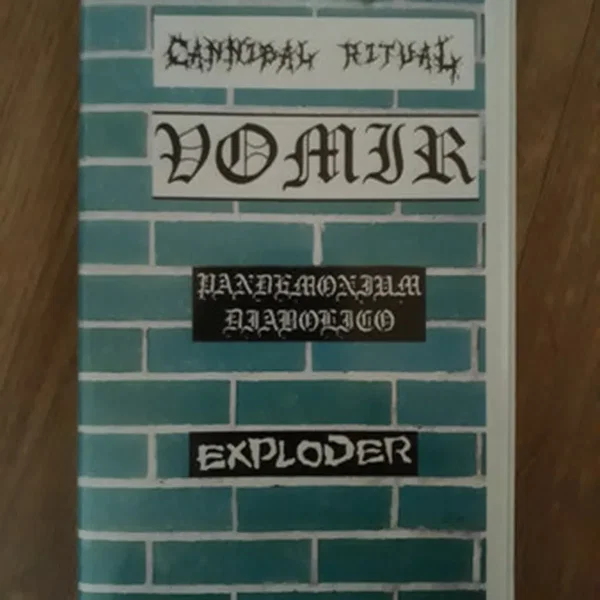 CANNIBAL RITUAL
VOMIR
PANDEMONIUM
DIABOLICO
EXPLODER